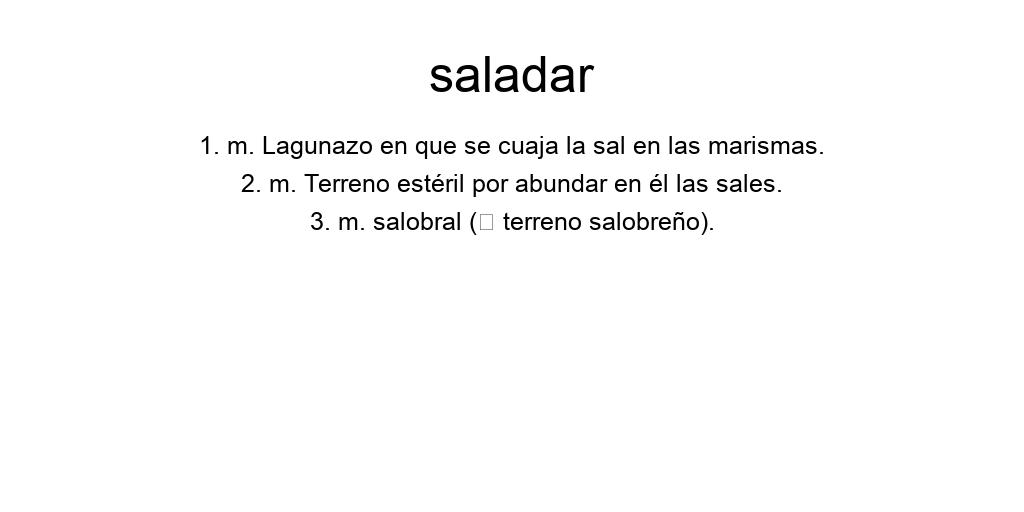 saladar
1. m. Lagunazo en que se cuaja la sal en las marismas.
2. m. Terreno estéril por abundar en él las sales.
3. m. salobral (□ terreno salobreño).